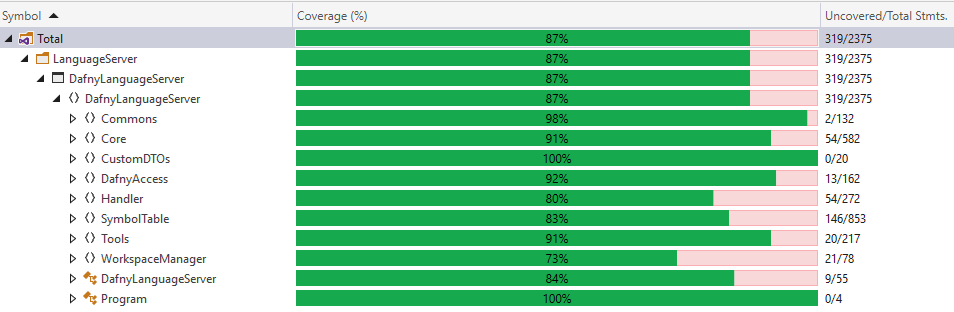 Symbol Coverage (%) Uncovered/Total Stmts.
Total 87% 319/2375
LanguageServer 87% 319/2375
DafnyLanguageServer 87% 319/2375
DafnyLanguageServer 87% 319/2375
Commons 98% 2/132
Core 91% 54/582
CustomDTOs 100% 0/20
DafnyAccess 92% 13/162
Handler 80% 54/272
SymbolTable 83% 146/853
Tools 91% 20/217
WorkspaceManager 73% 21/78
DafnyLanguageServer 84% 9/55
Program 100% 0/4